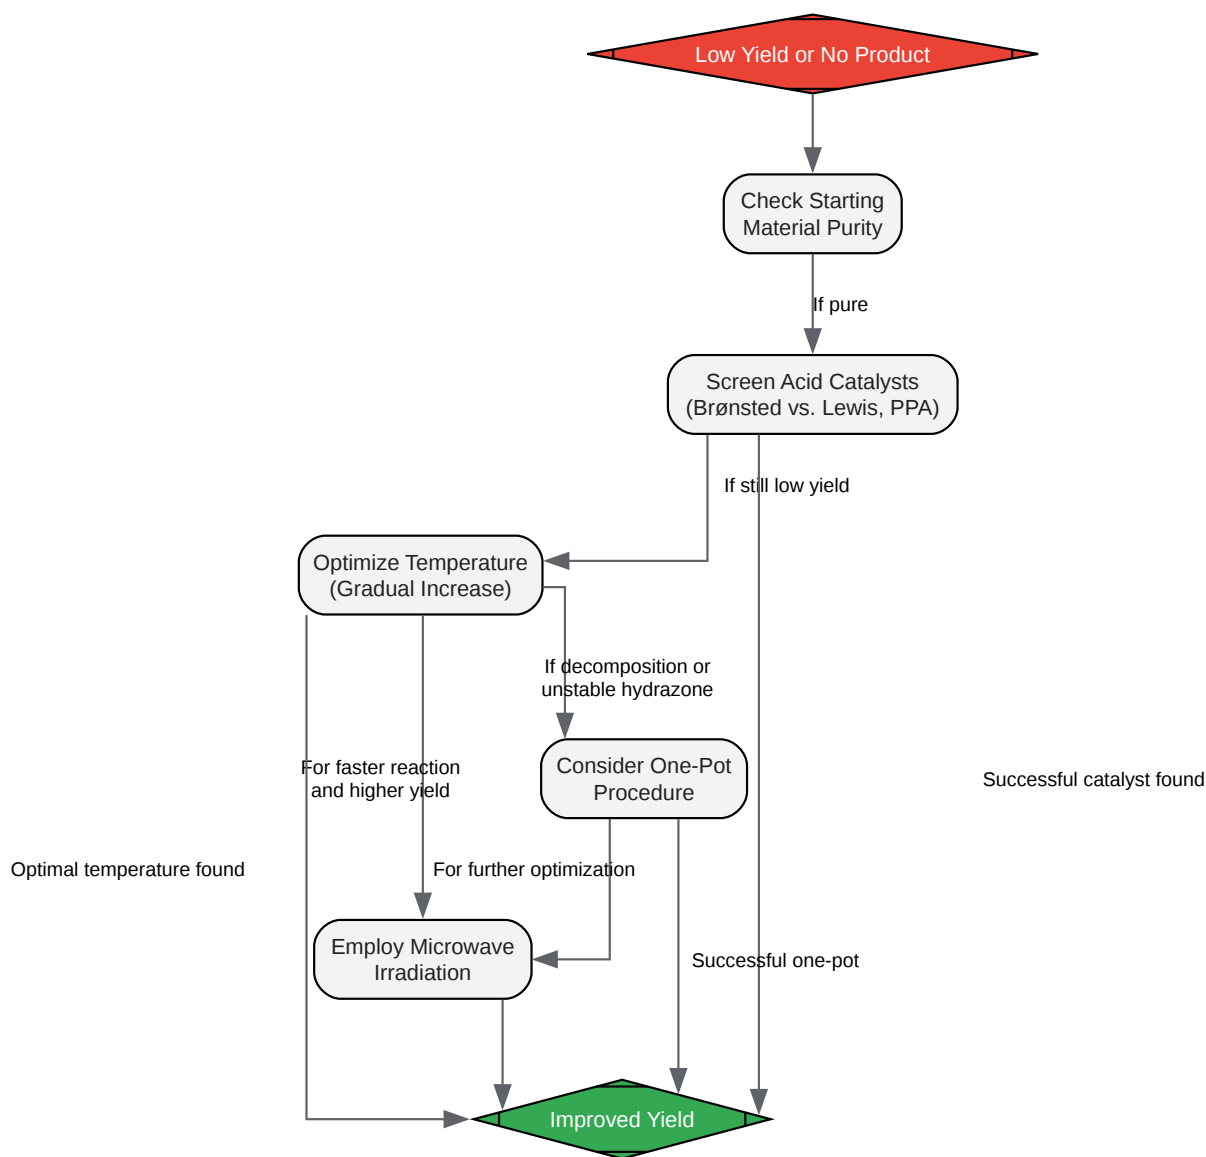 Low Yield or No Product
Check Starting
Material Purity
If pure
Screen Acid Catalysts
(Brønsted vs. Lewis, PPA)
If still low yield
Optimize Temperature
(Gradual Increase)
If decomposition or
unstable hydrazone
For faster reaction
and higher yield
Consider One-Pot
Procedure
Successful catalyst found
Optimal temperature found
For further optimization
Employ Microwave
Irradiation
Successful one-pot
Improved Yield